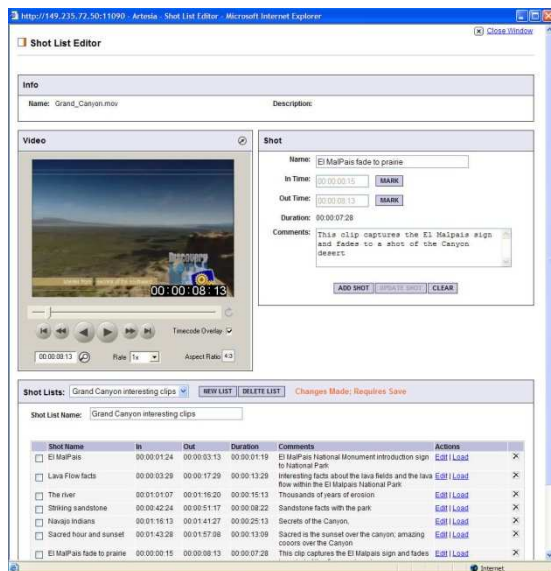 http://149.235.72.50:11090 - Artesia - Shot List Editor - Microsoft Internet Explorer
Close Window
Shot List Editor
Info
Name: Grand_Canyon.mov Description:
Video
Shot
Name: El MalPais fade to prairie
In Time: 00:00:00:15 MARK
Out Time: 00:00:08:13 MARK
Duration: 00:00:07:28
Comments: This clip captures the El Malpais sign
and fades to a shot of the Canyon
desert
ADD SHOT UPDATE SHOT CLEAR
Discovery
00:00:08:13
Timecode Overlay
00:00:08:13 Rate 1x Aspect Ratio 4:3
Shot Lists: Grand Canyon interesting clips NEW LIST DELETE LIST Changes Made; Requires Save
Shot List Name: Grand Canyon interesting clips
Shot Name In Out Duration Comments Actions
El MalPais 00:00:01:24 00:00:03:13 00:00:01:19 El MalPais National Monument introduction sign Edit | Load
to National Park
Lava Flow facts 00:00:03:29 00:00:17:29 00:00:13:29 Interesting facts about the lava fields and the lava Edit | Load
flow within the El Malpais National Park
The river 00:01:01:07 00:01:16:20 00:00:15:13 Thousands of years of erosion Edit | Load
Striking sandstone 00:00:42:24 00:00:51:17 00:00:08:22 Sandstone facts with the park Edit | Load
Navajo Indians 00:01:16:13 00:01:41:27 00:00:25:13 Secrets of the Canyon. Edit | Load
Sacred hour and sunset 00:01:43:28 00:01:57:08 00:00:13:09 Sacred is the sunset over the canyon; amazing Edit | Load
cooors over the Canyon
El MalPais fade to prairie 00:00:00:15 00:00:08:13 00:00:07:28 This clip captures the El Malpais sign and fades Edit | Load
Internet